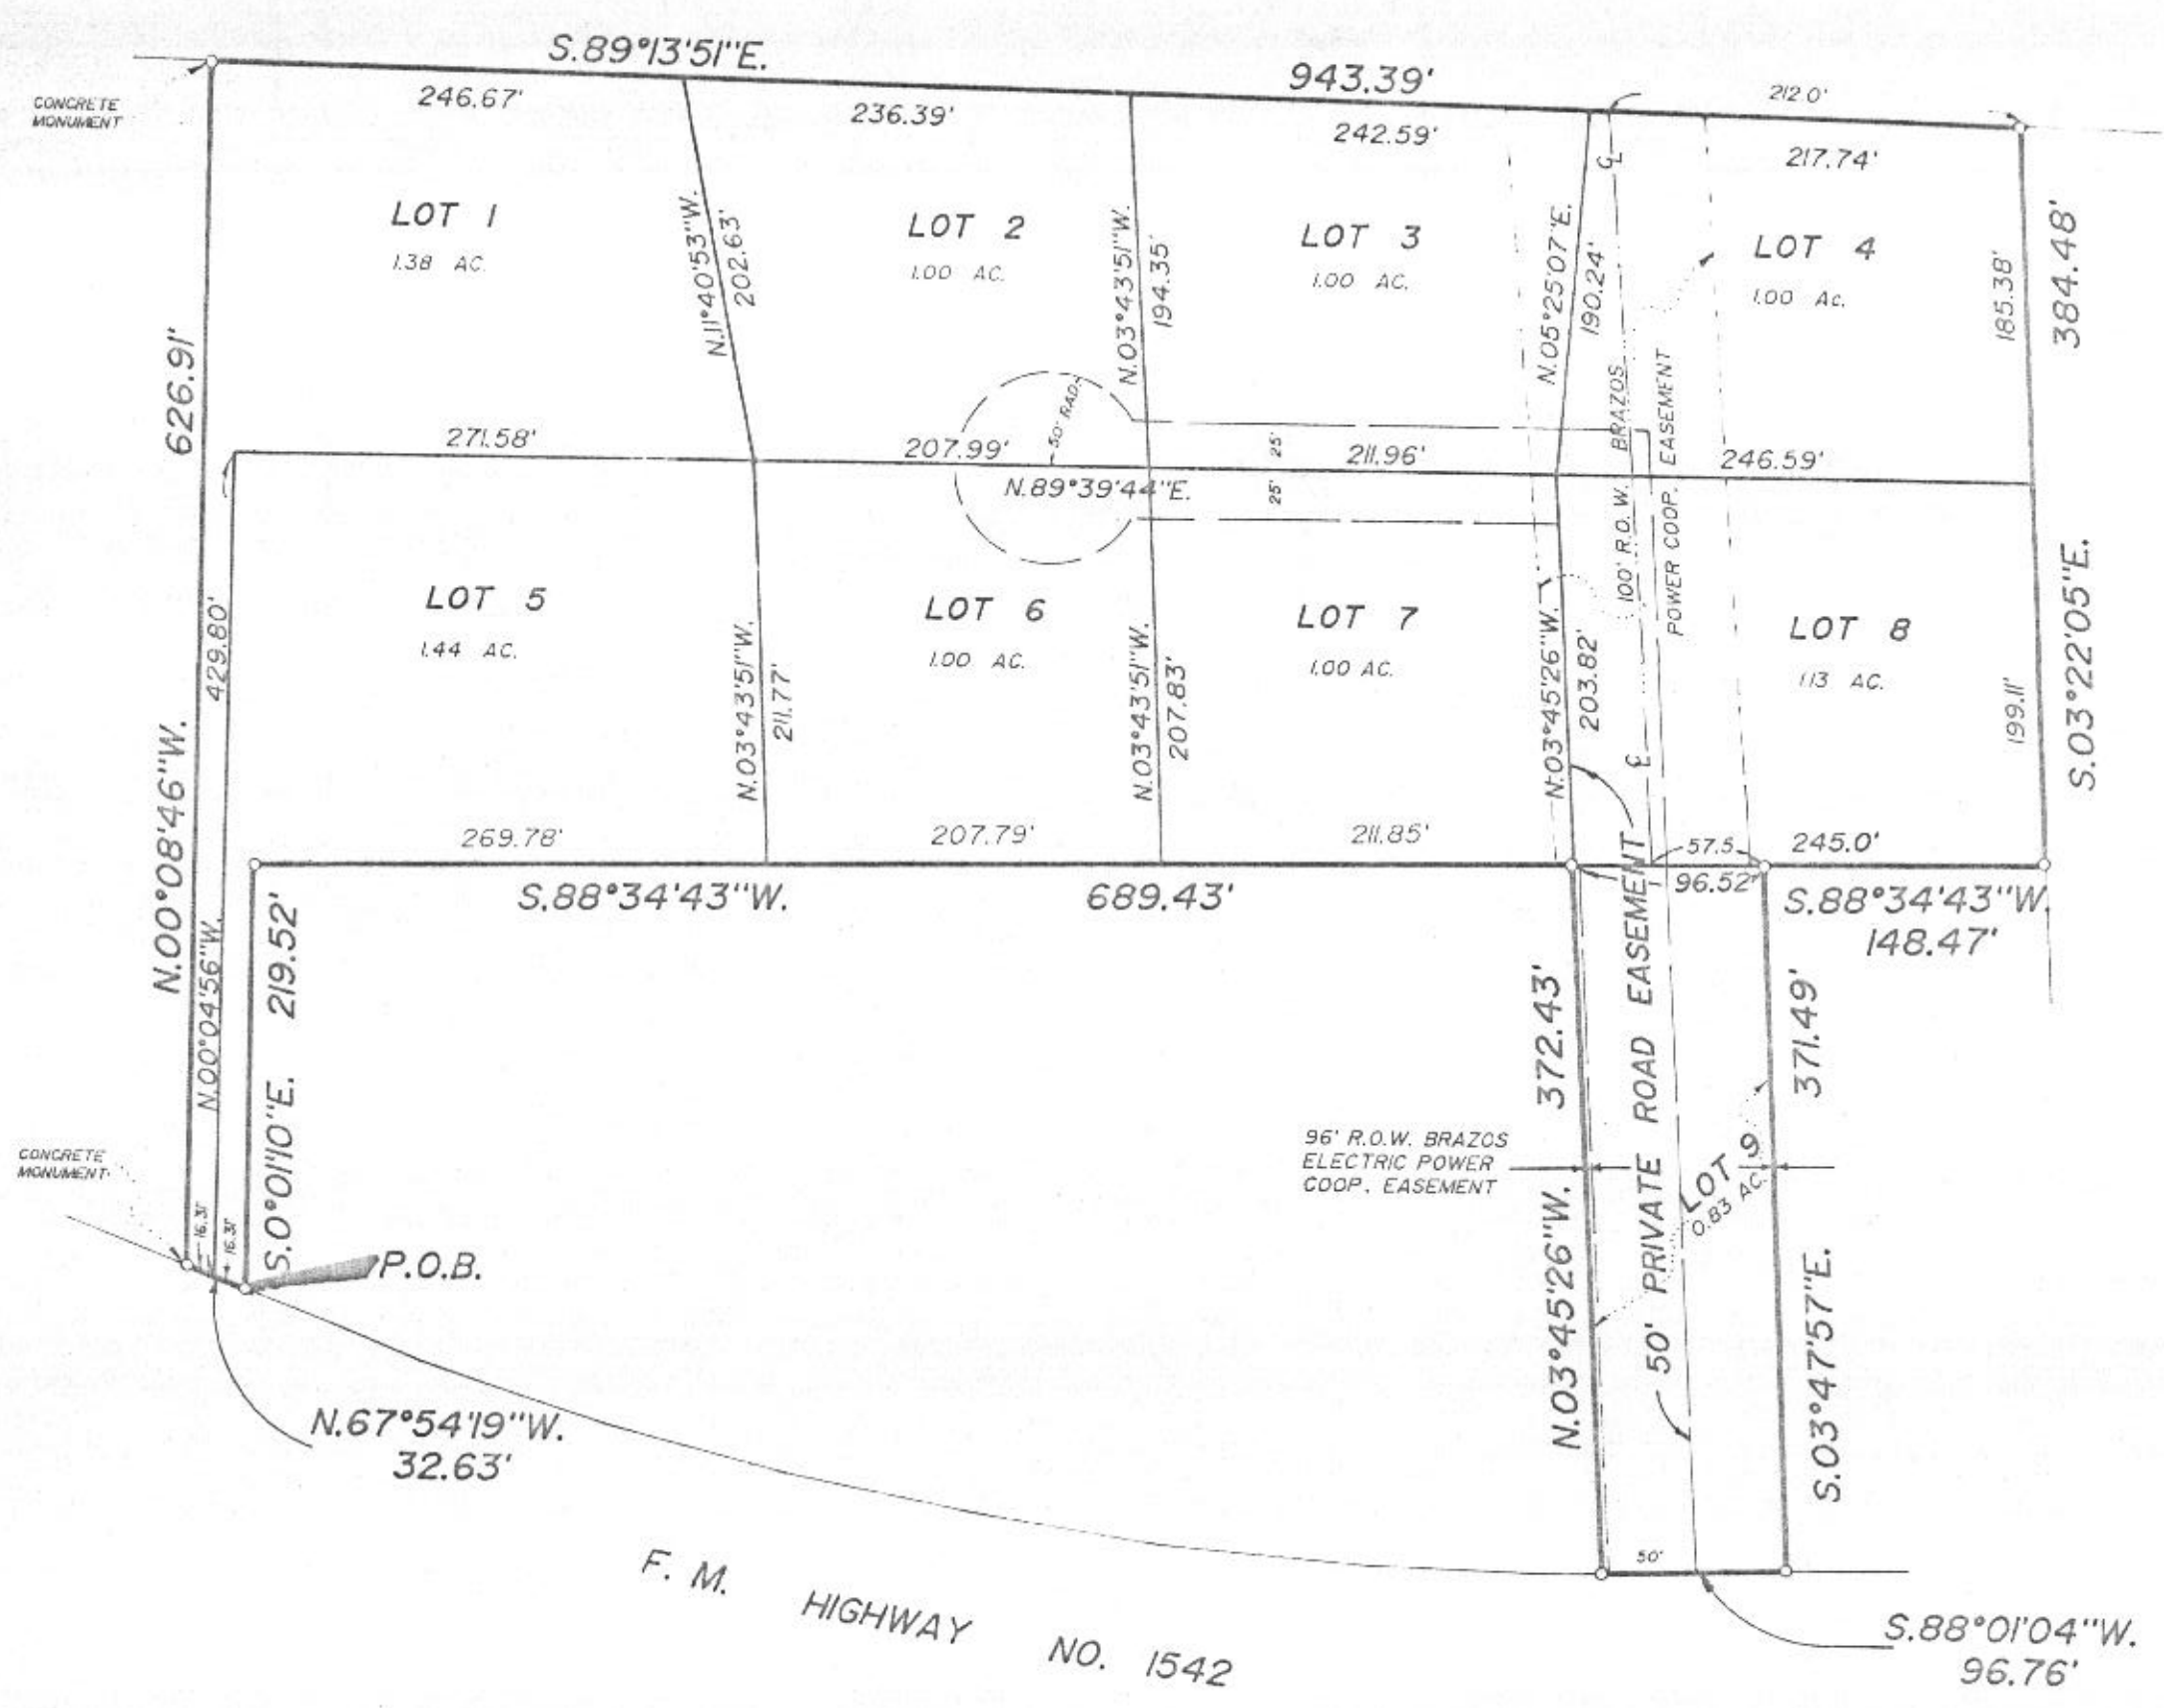 S.89°13'51"E.
943.39'
CONCRETE
MONUMENT
246.67'
236.39'
242.59'
212.0'
217.74'
LOT 1
1.38 AC.
N.11°40'53"W.
202.63'
LOT 2
1.00 AC.
N.03°43'51"W.
194.35'
LOT 3
1.00 AC.
N.05°25'07"E.
190.24'
LOT 4
1.00 AC.
185.38'
384.48'
626.91'
271.58'
207.99'
50' RAD.
N.89°39'44"E.
25'
25'
211.96'
100' R.O.W. BRAZOS
POWER COOP. EASEMENT
246.59'
LOT 5
1.44 AC.
429.80'
N.03°43'51"W.
211.77'
LOT 6
1.00 AC.
N.03°43'51"W.
207.83'
LOT 7
1.00 AC.
N.03°45'26"W.
203.82'
LOT 8
1.13 AC.
199.11'
S.03°22'05"E.
269.78'
207.79'
211.85'
57.5
245.0'
96.52'
S.88°34'43"W.
689.43'
S.88°34'43"W.
148.47'
N.00°08'46"W.
N.00°04'56"W.
S.0°01'10"E. 219.52'
372.43'
N.03°45'26"W.
50' PRIVATE ROAD EASEMENT
371.49'
S.03°47'57"E.
96' R.O.W. BRAZOS
ELECTRIC POWER
COOP. EASEMENT
LOT 9
0.83 AC.
CONCRETE
MONUMENT
16.31'
16.31'
P.O.B.
N.67°54'19"W.
32.63'
50'
F. M. HIGHWAY NO. 1542
S.88°01'04"W.
96.76'